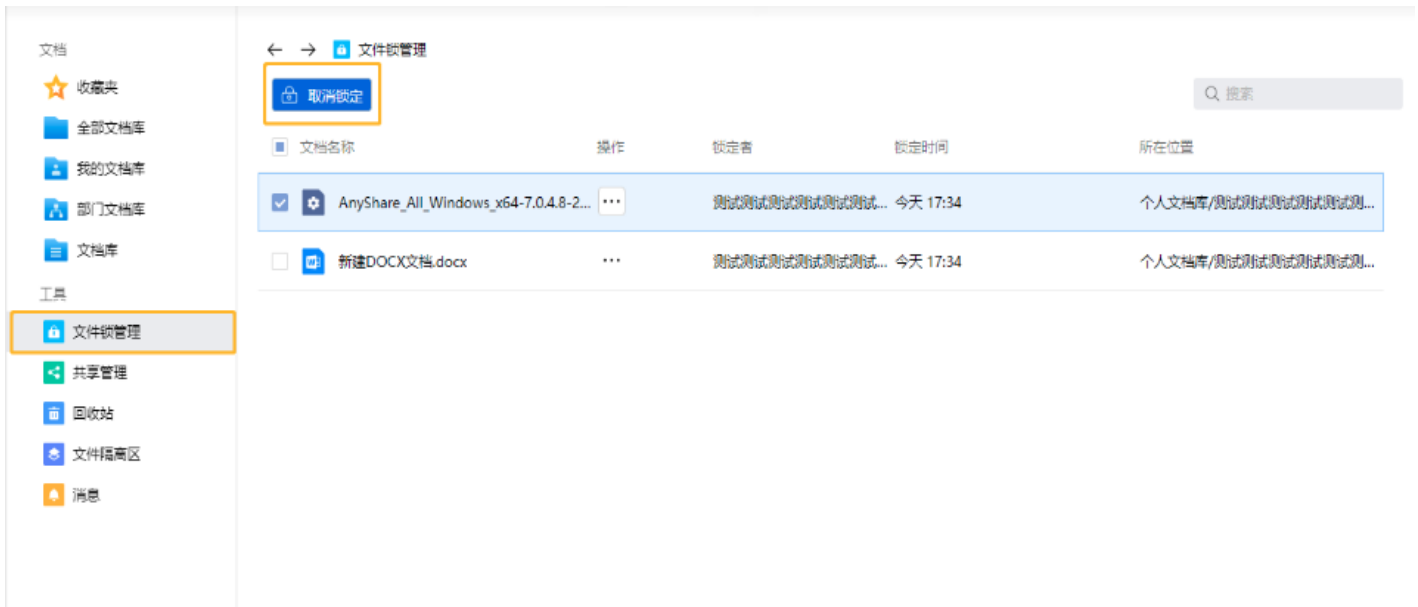 文档
收藏夹
全部文档库
我的文档库
部门文档库
文档库
工具
文件锁管理
共享管理
回收站
文件隔离区
消息
← → 文件锁管理
取消锁定
搜索
文档名称 操作 锁定者 锁定时间 所在位置
AnyShare_All_Windows_x64-7.0.4.8-2... ··· 测试测试测试测试测试测试... 今天 17:34 个人文档库/测试测试测试测试测试测...
新建DOCX文档.docx ··· 测试测试测试测试测试测试... 今天 17:34 个人文档库/测试测试测试测试测试测...